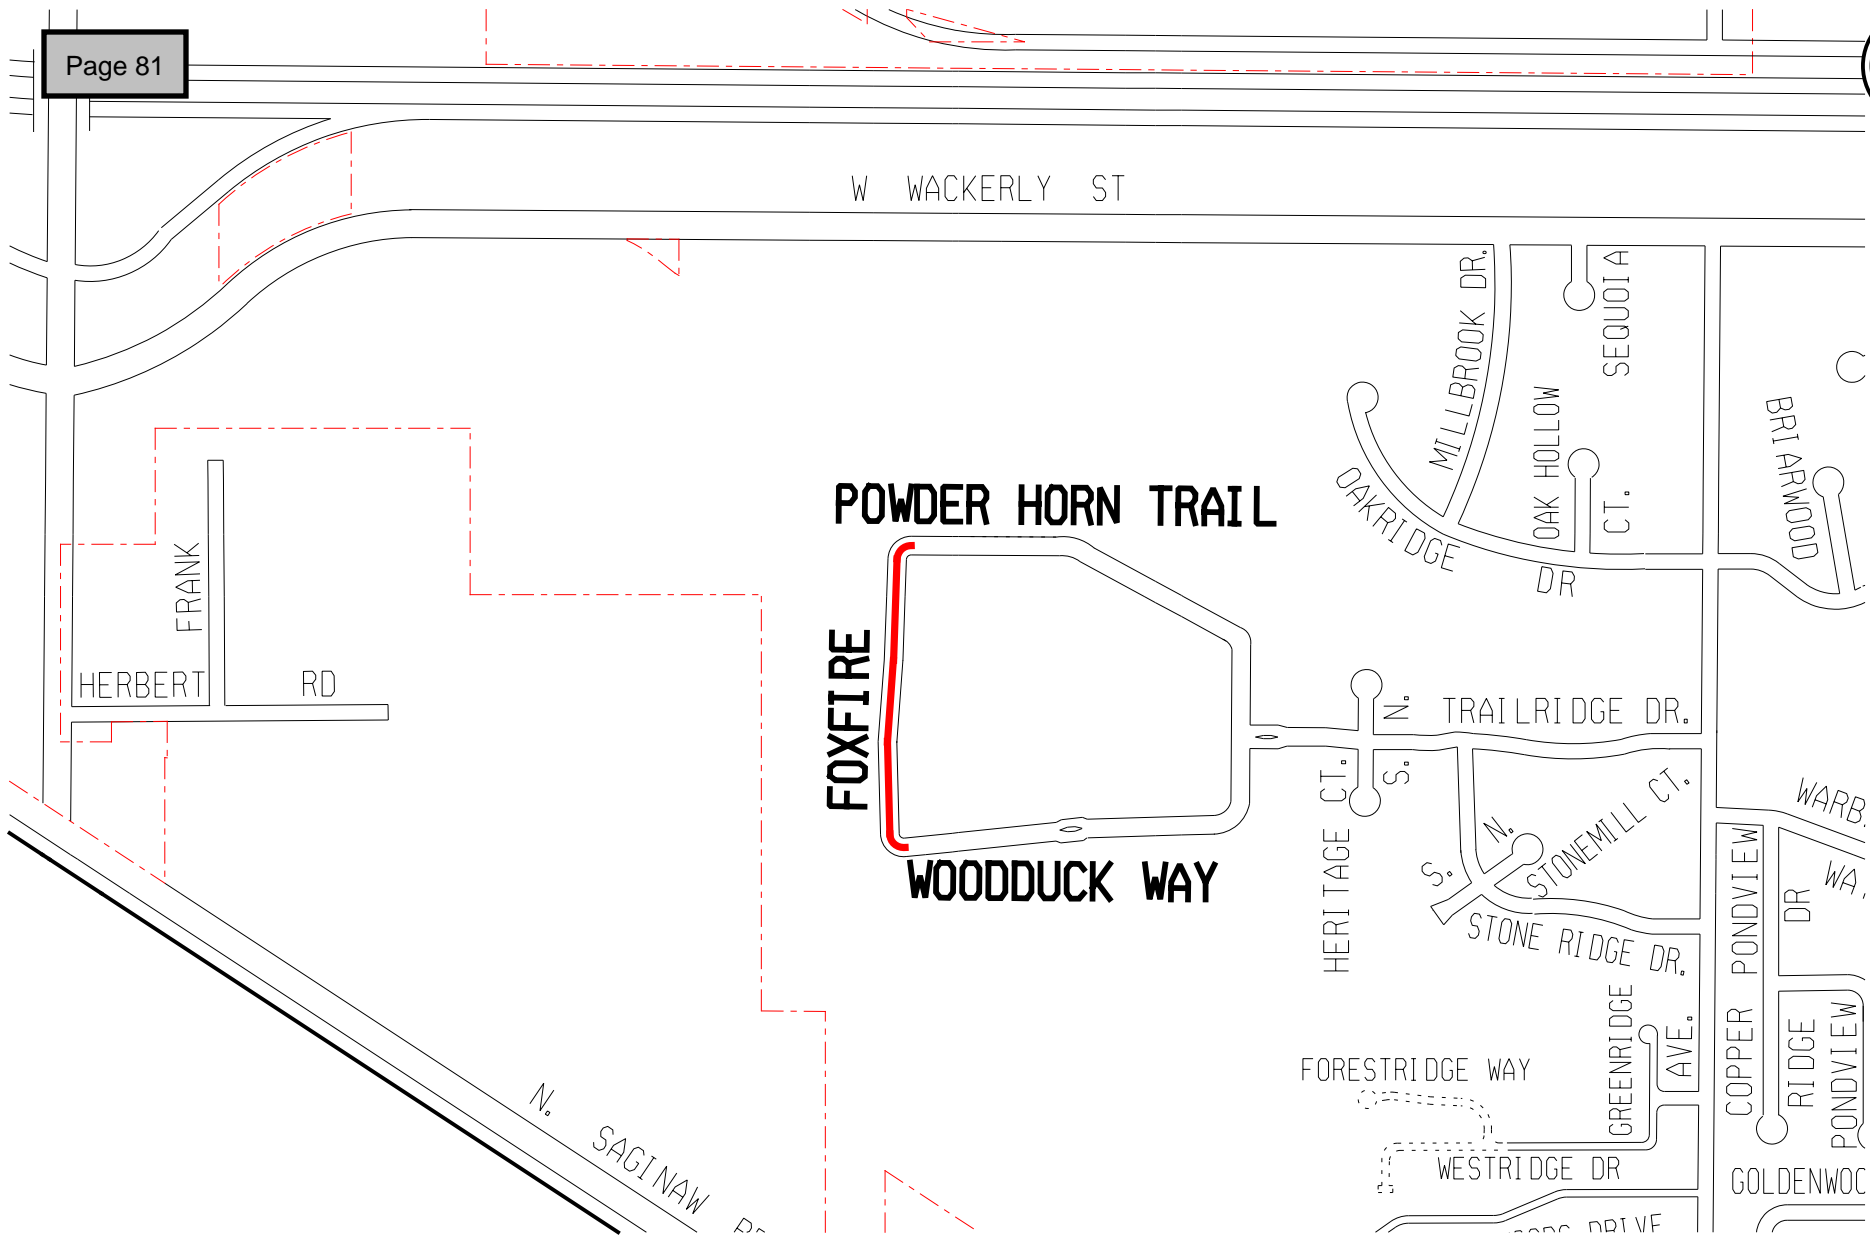 Page 81
W WACKERLY ST
MILLBROOK DR.
SEQUOIA
OAK HOLLOW
CT.
BRIARWOOD
OAKRIDGE
DR
POWDER HORN TRAIL
FRANK
HERBERT RD
FOXFIRE
WOODDUCK WAY
N.
TRAILRIDGE DR.
S.
HERITAGE CT.
N.
S.
STONEMILL CT.
STONE RIDGE DR.
COPPER PONDVIEW
DR
RIDGE
PONDVIEW
GREENRIDGE
AVE.
FORESTRIDGE WAY
WESTRIDGE DR
N. SAGINAW
DRIVE